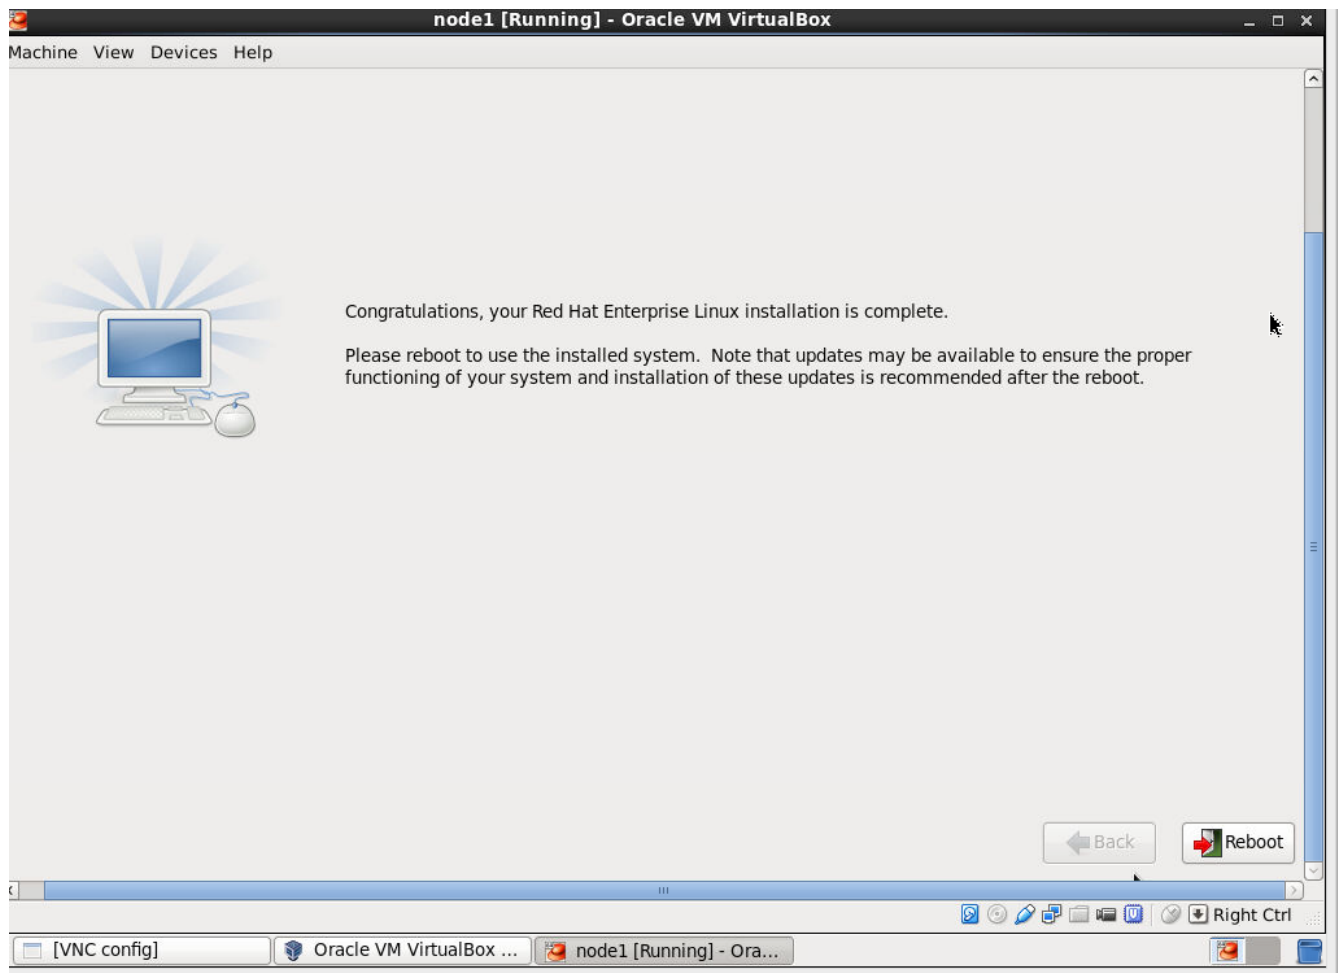 node1 [Running] - Oracle VM VirtualBox
Machine View Devices Help
Congratulations, your Red Hat Enterprise Linux installation is complete.
Please reboot to use the installed system. Note that updates may be available to ensure the proper
functioning of your system and installation of these updates is recommended after the reboot.
Back Reboot
Right Ctrl
[VNC config] Oracle VM VirtualBox ... node1 [Running] - Ora...